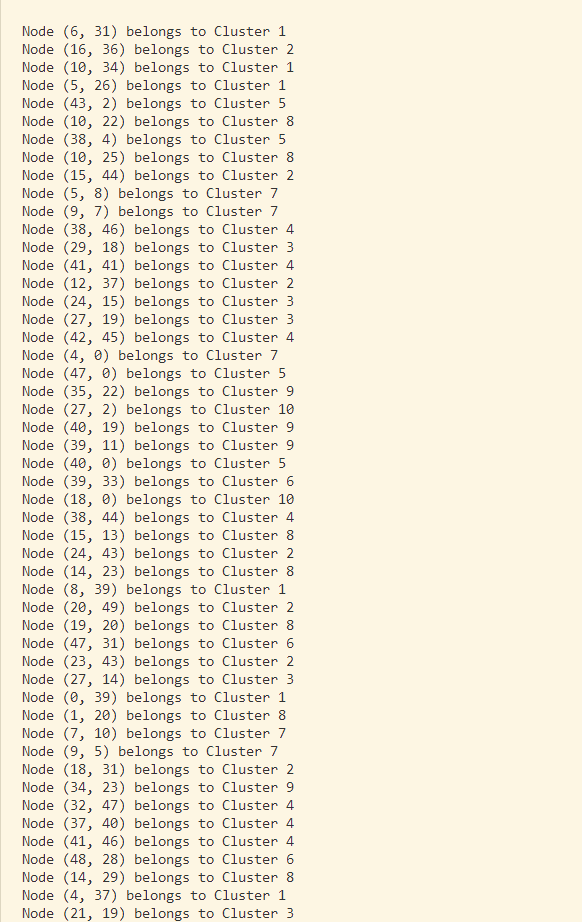 Node (6, 31) belongs to Cluster 1
Node (16, 36) belongs to Cluster 2
Node (10, 34) belongs to Cluster 1
Node (5, 26) belongs to Cluster 1
Node (43, 2) belongs to Cluster 5
Node (10, 22) belongs to Cluster 8
Node (38, 4) belongs to Cluster 5
Node (10, 25) belongs to Cluster 8
Node (15, 44) belongs to Cluster 2
Node (5, 8) belongs to Cluster 7
Node (9, 7) belongs to Cluster 7
Node (38, 46) belongs to Cluster 4
Node (29, 18) belongs to Cluster 3
Node (41, 41) belongs to Cluster 4
Node (12, 37) belongs to Cluster 2
Node (24, 15) belongs to Cluster 3
Node (27, 19) belongs to Cluster 3
Node (42, 45) belongs to Cluster 4
Node (4, 0) belongs to Cluster 7
Node (47, 0) belongs to Cluster 5
Node (35, 22) belongs to Cluster 9
Node (27, 2) belongs to Cluster 10
Node (40, 19) belongs to Cluster 9
Node (39, 11) belongs to Cluster 9
Node (40, 0) belongs to Cluster 5
Node (39, 33) belongs to Cluster 6
Node (18, 0) belongs to Cluster 10
Node (38, 44) belongs to Cluster 4
Node (15, 13) belongs to Cluster 8
Node (24, 43) belongs to Cluster 2
Node (14, 23) belongs to Cluster 8
Node (8, 39) belongs to Cluster 1
Node (20, 49) belongs to Cluster 2
Node (19, 20) belongs to Cluster 8
Node (47, 31) belongs to Cluster 6
Node (23, 43) belongs to Cluster 2
Node (27, 14) belongs to Cluster 3
Node (0, 39) belongs to Cluster 1
Node (1, 20) belongs to Cluster 8
Node (7, 10) belongs to Cluster 7
Node (9, 5) belongs to Cluster 7
Node (18, 31) belongs to Cluster 2
Node (34, 23) belongs to Cluster 9
Node (32, 47) belongs to Cluster 4
Node (37, 40) belongs to Cluster 4
Node (41, 46) belongs to Cluster 4
Node (48, 28) belongs to Cluster 6
Node (14, 29) belongs to Cluster 8
Node (4, 37) belongs to Cluster 1
Node (21, 19) belongs to Cluster 3